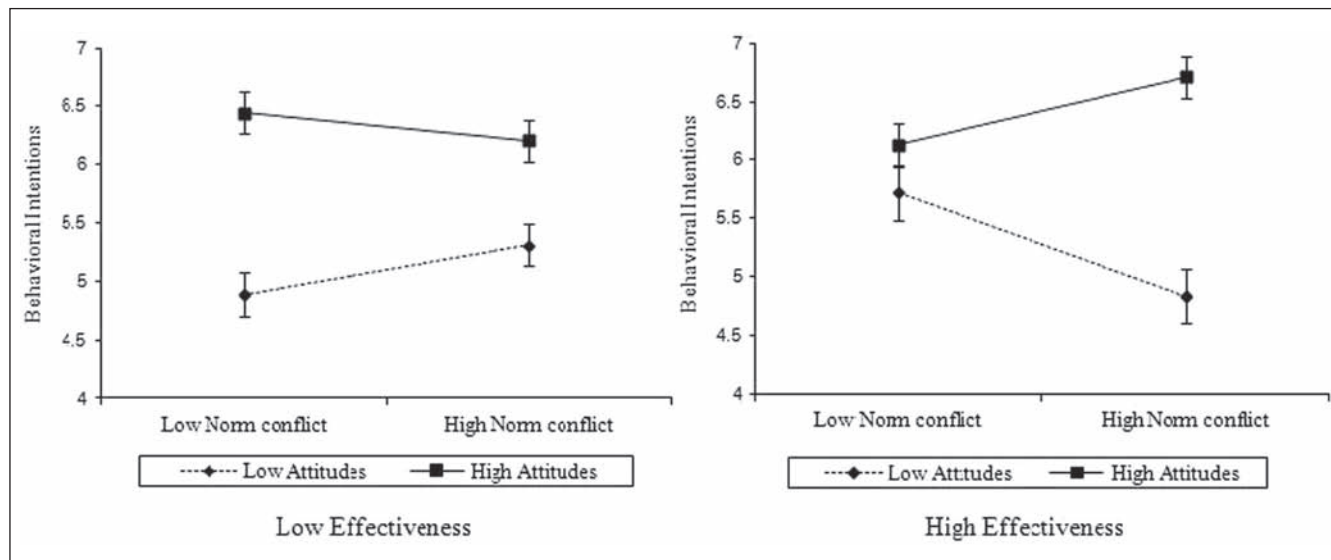 7
6.5
6
5.5
5
4.5
4
Behavioral Intentions
Low Norm conflict
High Norm conflict
Low Attitudes
High Attitudes
Low Effectiveness
7
6.5
6
5.5
5
4.5
4
Behavioral Intentions
Low Norm conflict
High Norm conflict
Low Attitudes
High Attitudes
High Effectiveness